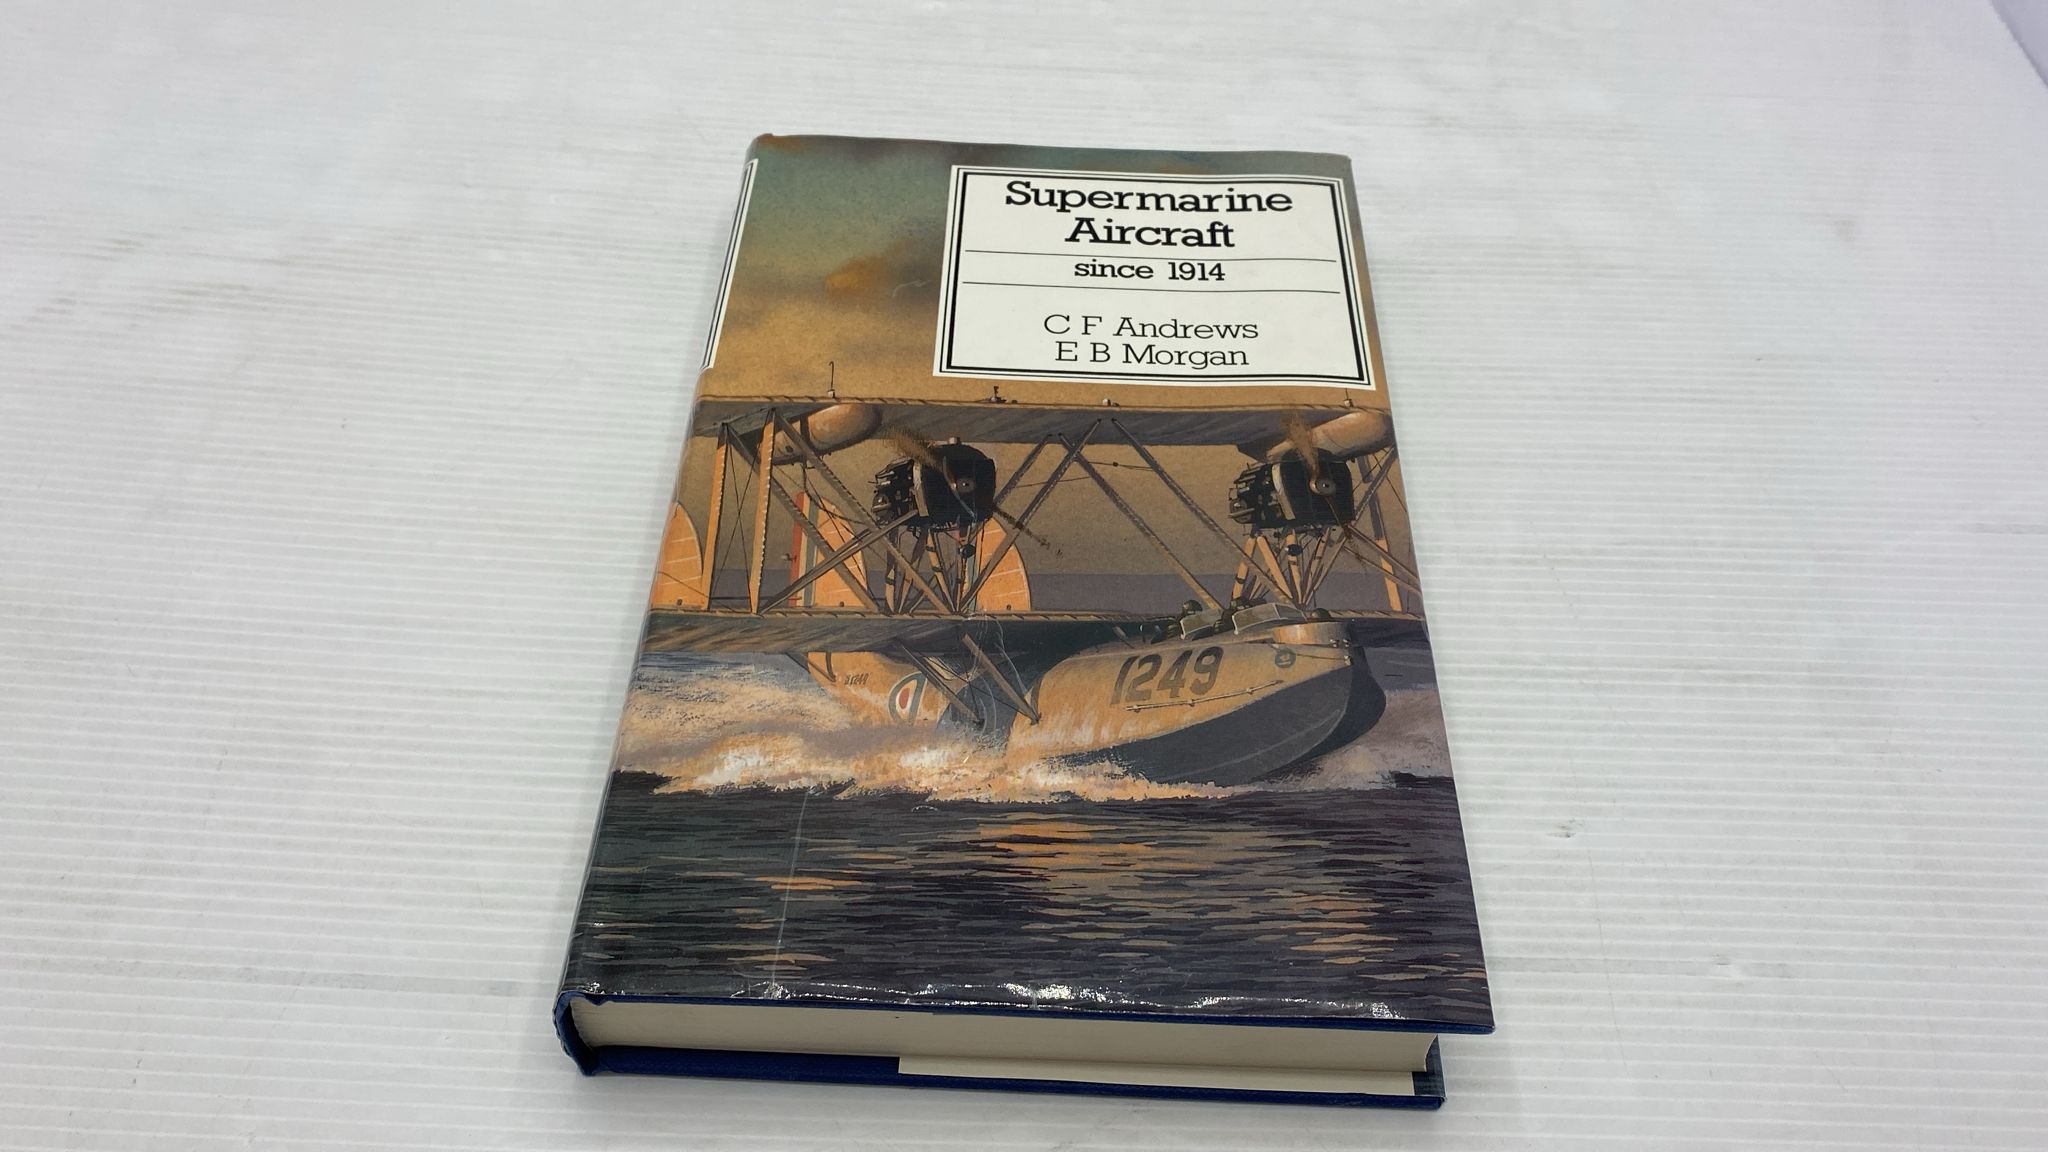 Supermarine
Aircraft
since 1914
C F Andrews
E B Morgan
1249